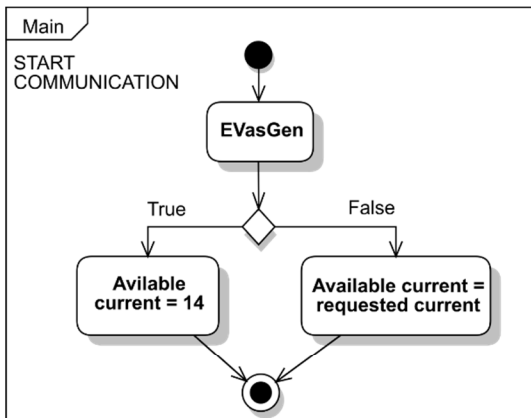 Main
START
COMMUNICATION
EVasGen
True
False
Avilable
current = 14
Available current =
requested current